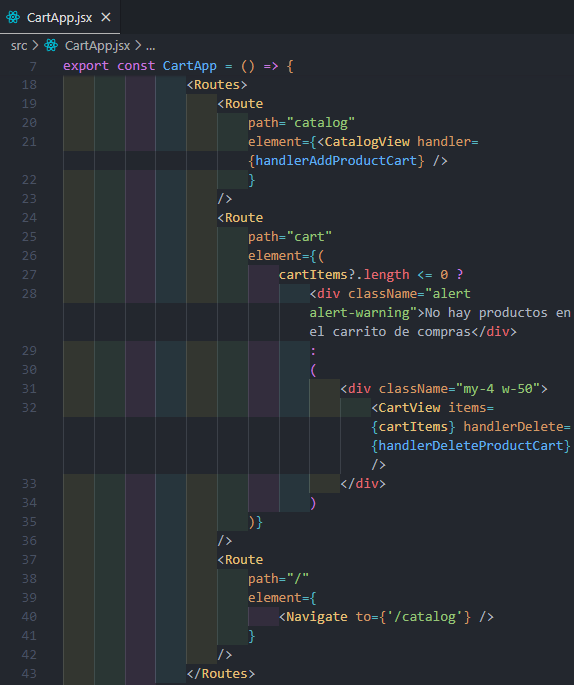 CartApp.jsx ×
src > CartApp.jsx > ...
7 export const CartApp = () => {
18 <Routes>
19 <Route
20 path="catalog"
21 element={<CatalogView handler=
{handlerAddProductCart} />
22 }
23 />
24 <Route
25 path="cart"
26 element={(
27 cartItems?.length <= 0 ?
28 <div className="alert
alert-warning">No hay productos en
el carrito de compras</div>
29 :
30 (
31 <div className="my-4 w-50">
32 <CartView items=
{cartItems} handlerDelete=
{handlerDeleteProductCart}
/>
33 </div>
34 )
35 )}
36 />
37 <Route
38 path="/"
39 element={
40 <Navigate to={'/catalog'} />
41 }
42 />
43 </Routes>